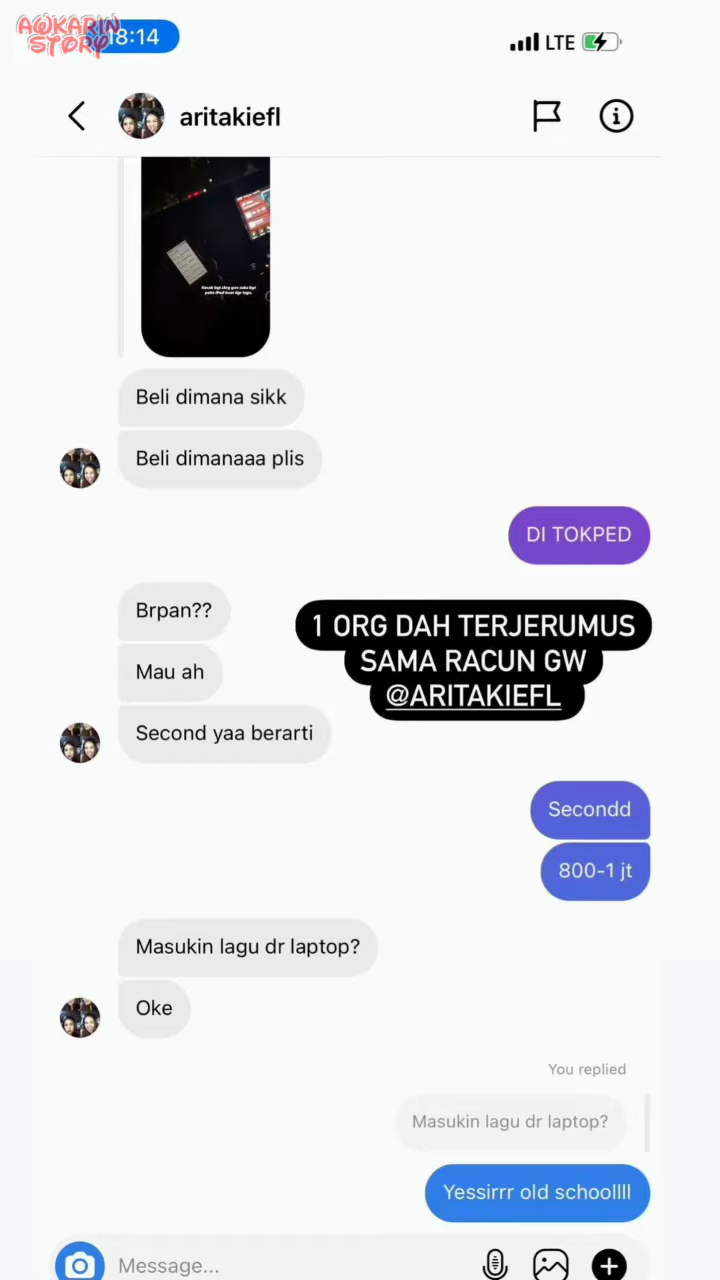 AWKARIN
STORY
18:14
LTE
aritakiefl
Beli dimana sikk
Beli dimanaaa plis
DI TOKPED
Brpan??
1 ORG DAH TERJERUMUS
SAMA RACUN GW
@ARITAKIEFL
Mau ah
Second yaa berarti
Secondd
800-1 jt
Masukin lagu dr laptop?
Oke
You replied
Masukin lagu dr laptop?
Yessirrr old schoollll
Message...